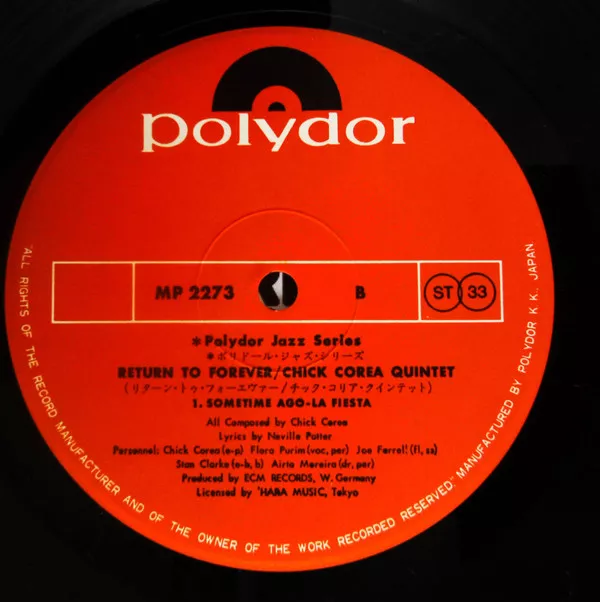 polydor
MP 2273 B ST 33
*Polydor Jazz Series
*ポリドール・ジャズ・シリーズ
RETURN TO FOREVER/CHICK COREA QUINTET
(リターン・トゥ・フォーエヴァー/チック・コリア・クインテット)
1. SOMETIME AGO-LA FIESTA
All Composed by Chick Corea
Lyrics by Neville Potter
Personnel: Chick Corea (e-p) Flora Purim (voc, per) Joe Farrell (fl, ss)
Stan Clarke (e-b, b) Airto Moreira (dr, per)
Produced by ECM RECORDS, W. Germany
Licensed by 'HARA MUSIC, Tokyo
"ALL RIGHTS OF THE RECORD MANUFACTURER AND OF THE OWNER OF THE WORK RECORDED RESERVED" MANUFACTURED BY POLYDOR K.K., JAPAN